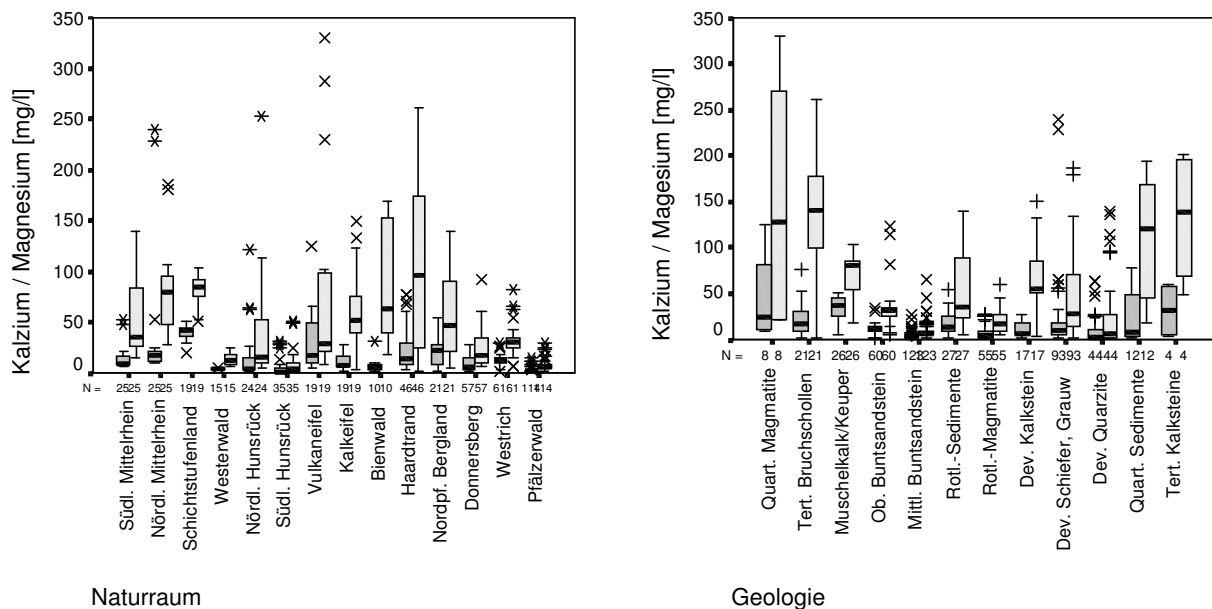 Kalzium / Magnesium [mg/l]
350
300
250
200
150
100
50
0
N = 2525 2525 1919 1515 2424 3535 1919 1919 1010 4646 2121 5757 6161
Südl. Mittelrhein
Nördl. Mittelrhein
Schichtstufenland
Westerwald
Nördl. Hunsrück
Südl. Hunsrück
Vulkaneifel
Kalkeifel
Bienwald
Haardtrand
Nordpf. Bergland
Donnersberg
Westrich
Pfälzerwald
Naturraum
Kalzium / Magesium [mg/l]
350
300
250
200
150
100
50
0
N = 8 8 2121 2626 6060 2727 5555 1717 9393 4444 1212 4 4
Quart. Magmatite
Tert. Bruchschollen
Muschelkalk/Keuper
Ob. Buntsandstein
Mittl. Buntsandstein
Rotl.-Sedimente
Rotl.-Magmatite
Dev. Kalkstein
Dev. Schiefer, Grauw
Dev. Quarzite
Quart. Sedimente
Tert. Kalksteine
Geologie